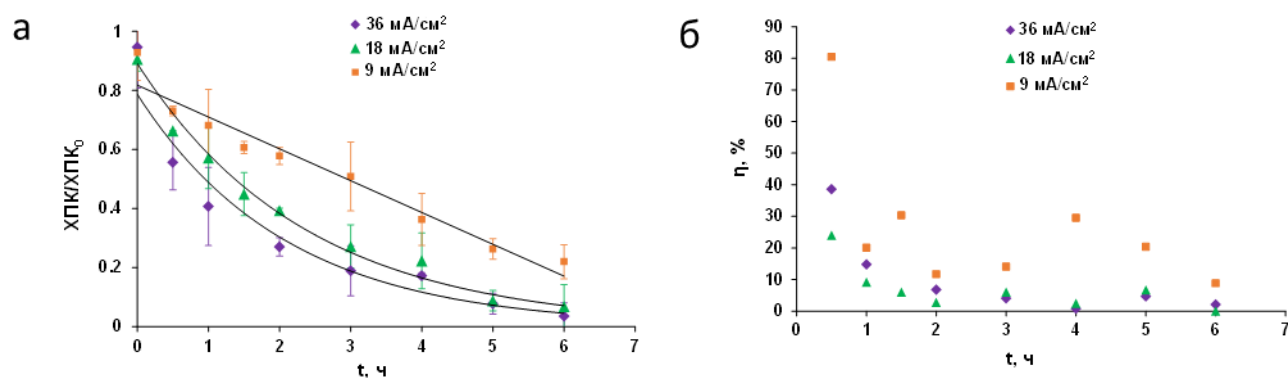 а
36 мА/см²
18 мА/см²
9 мА/см²
ХПК/ХПК₀
1
0.8
0.6
0.4
0.2
0
0 1 2 3 4 5 6 7
t, ч
б
36 мА/см²
18 мА/см²
9 мА/см²
η, %
90
80
70
60
50
40
30
20
10
0
0 1 2 3 4 5 6 7
t, ч